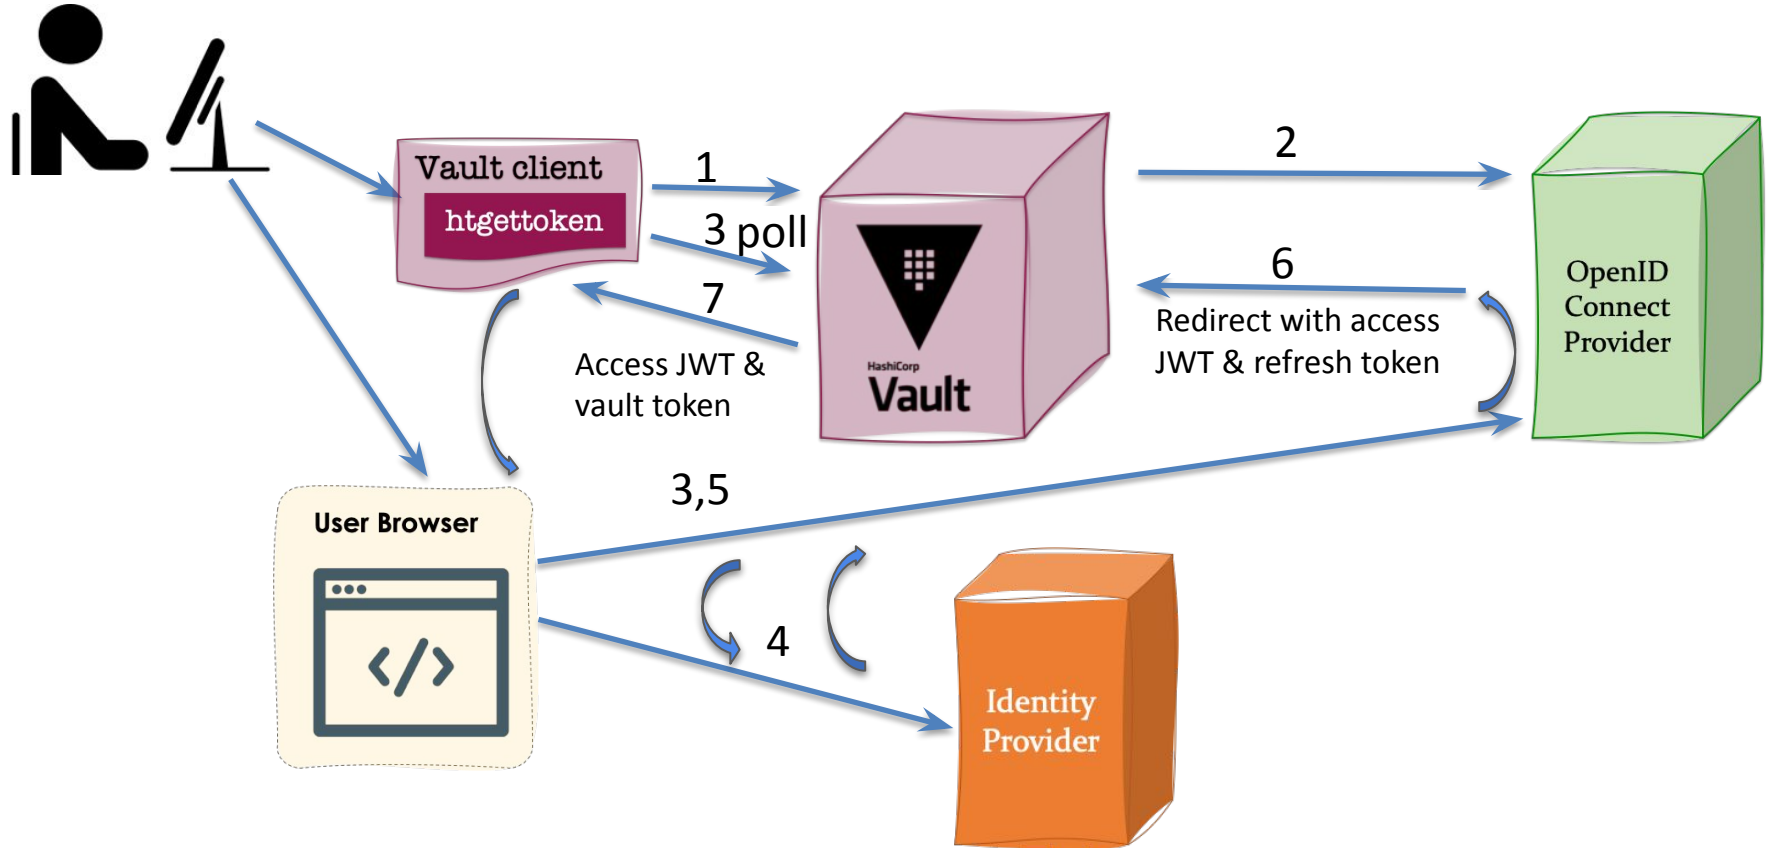 Vault client
htgettoken
1
3 poll
7
Access JWT &
vault token
HashiCorp
Vault
2
6
Redirect with access
JWT & refresh token
OpenID
Connect
Provider
3,5
User Browser
</>
4
Identity
Provider